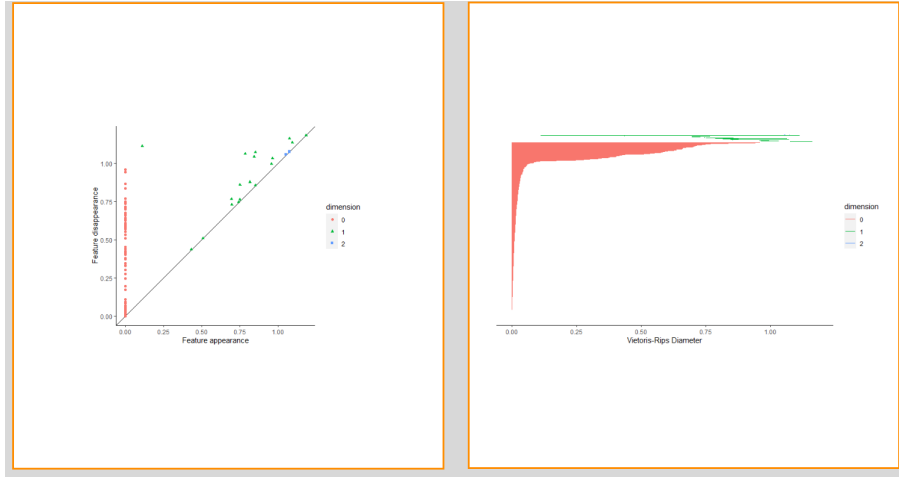 1.00
0.75
0.50
0.25
0.00
Feature disappearance
0.00 0.25 0.50 0.75 1.00
Feature appearance
dimension
0
1
2
0.00 0.25 0.50 0.75 1.00
Vietoris-Rips Diameter
dimension
0
1
2